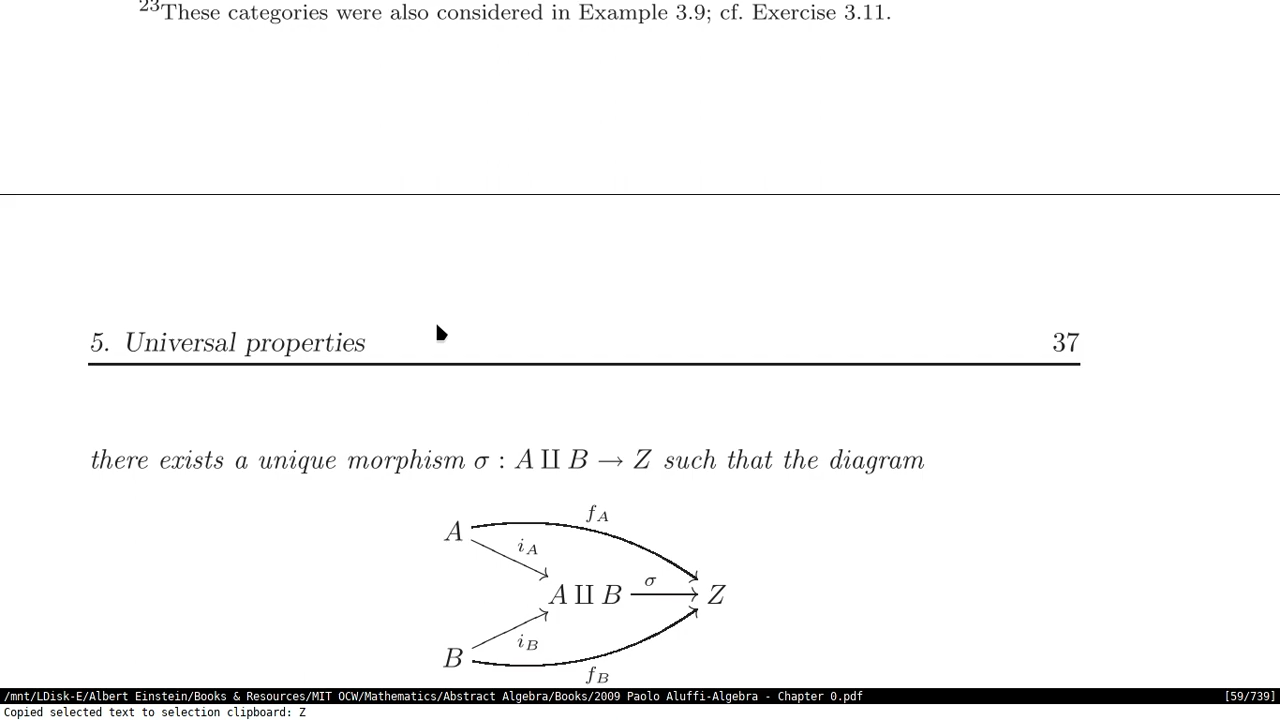 23These categories were also considered in Example 3.9; cf. Exercise 3.11.
5. Universal properties 37
there exists a unique morphism σ : A ⨿ B → Z such that the diagram
f_A
A
i_A
A ⨿ B σ Z
i_B
B
f_B
/mnt/LDisk-E/Albert Einstein/Books & Resources/MIT OCW/Mathematics/Abstract Algebra/Books/2009 Paolo Aluffi-Algebra - Chapter 0.pdf [59/739]
Copied selected text to selection clipboard: Z